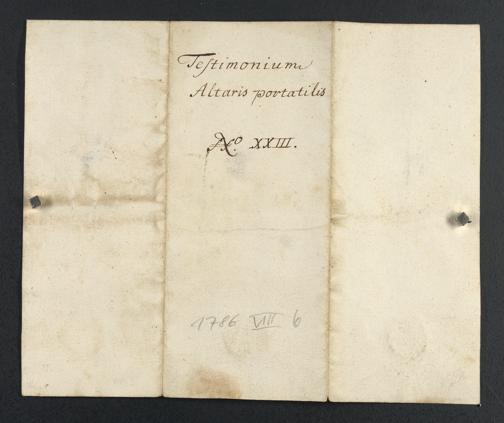 Teſtimonium
Altaris portatilis
No. XXIII.
1786 VIII 6